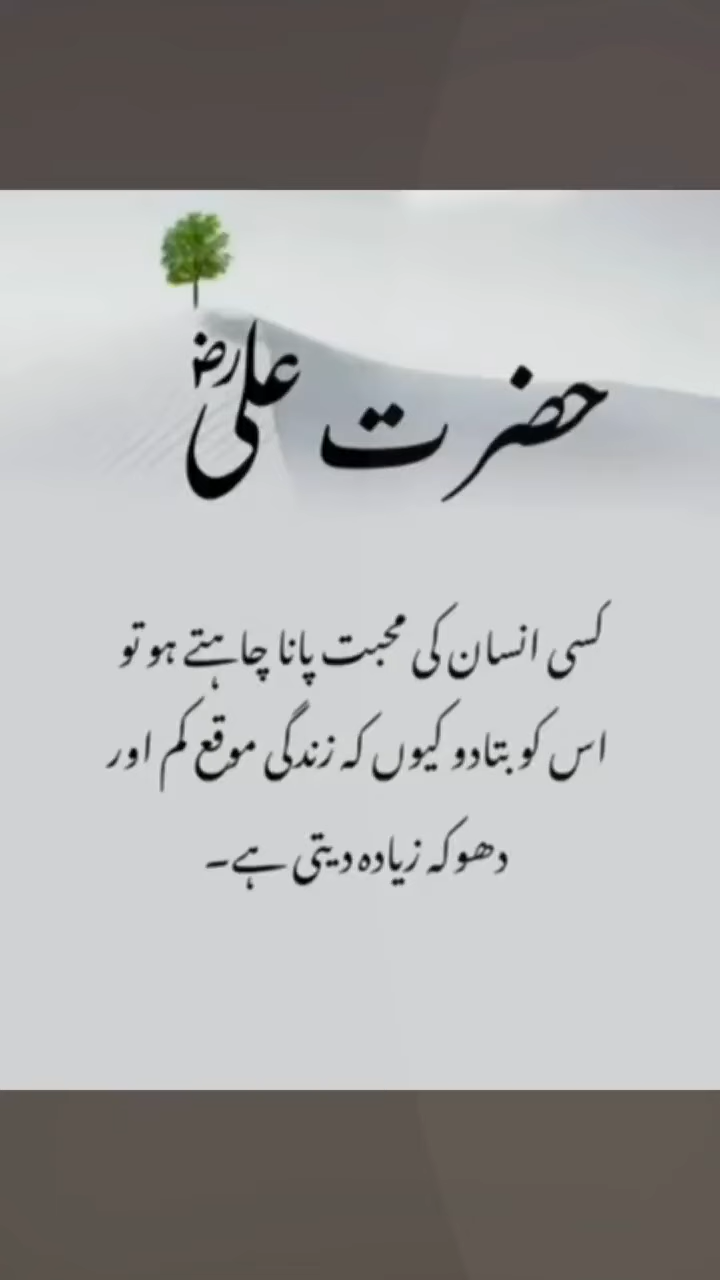 حضرت علی رض
کسی انسان کی محبت پانا چاہتے ہو تو
اس کو بتادو کیوں کہ زندگی موقع کم اور
دھوکہ زیادہ دیتی ہے۔